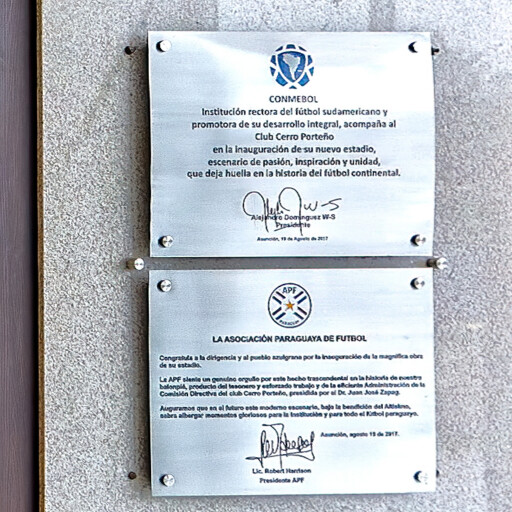 CONMEBOL
Institución rectora del fútbol sudamericano y
promotora de su desarrollo integral, acompaña al
Club Cerro Porteño
en la inauguración de su nuevo estadio,
escenario de pasión, inspiración y unidad,
que deja huella en la historia del fútbol continental.
Alejandro Domínguez W-S
Presidente
Asunción, 19 de Agosto de 2017
APF
PARAGUAY
LA ASOCIACIÓN PARAGUAYA DE FUTBOL
Congratula a la dirigencia y al pueblo azulgrana por la inauguración de la magnífica obra
de su estadio.
La APF siente un genuino orgullo por este hecho trascendental en la historia de nuestro
balompié, producto del tesonero y esforzado trabajo y de la eficiente Administración de la
Comisión Directiva del club Cerro Porteño, presidida por el Dr. Juan José Zapag.
Auguramos que en el futuro este moderno escenario, bajo la bendición del Altísimo,
sabra albergar momentos gloriosos para la Institución y para todo el fútbol paraguayo.
Asunción, agosto 19 de 2017.
Lic. Robert Harrison
Presidente APF